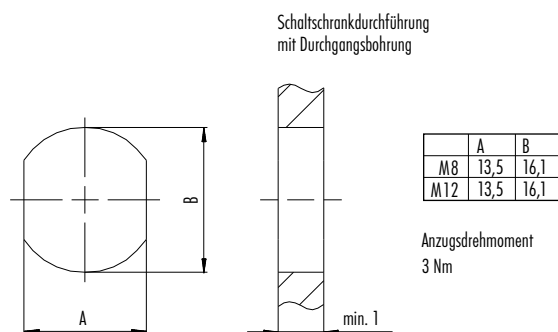 Schaltschrankdurchführung
mit Durchgangsbohrung
A B
M8 13,5 16,1
M12 13,5 16,1
B
Anzugsdrehmoment
3 Nm
A
min. 1